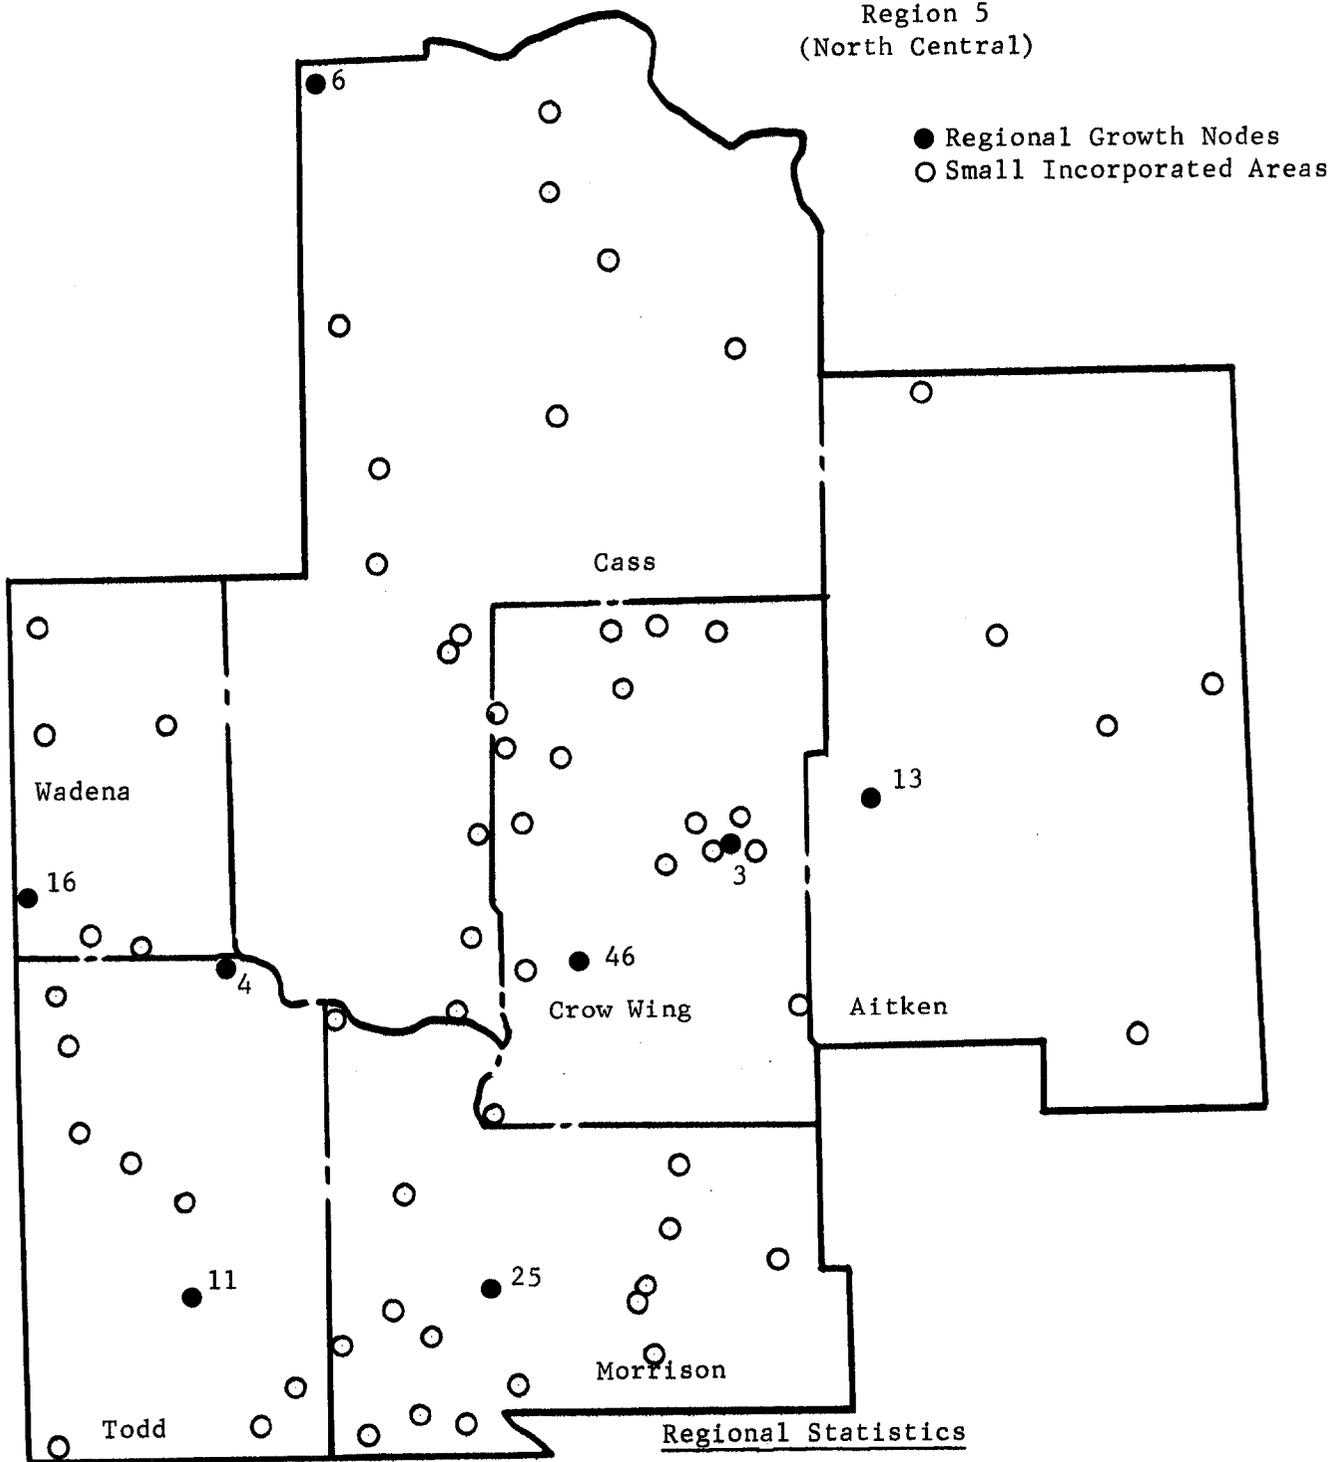 Region 5
(North Central)
6
Regional Growth Nodes
Small Incorporated Areas
Cass
Wadena
13
3
16
46
4
Crow Wing
Aitken
11
25
Morrison
Todd
Regional Statistics